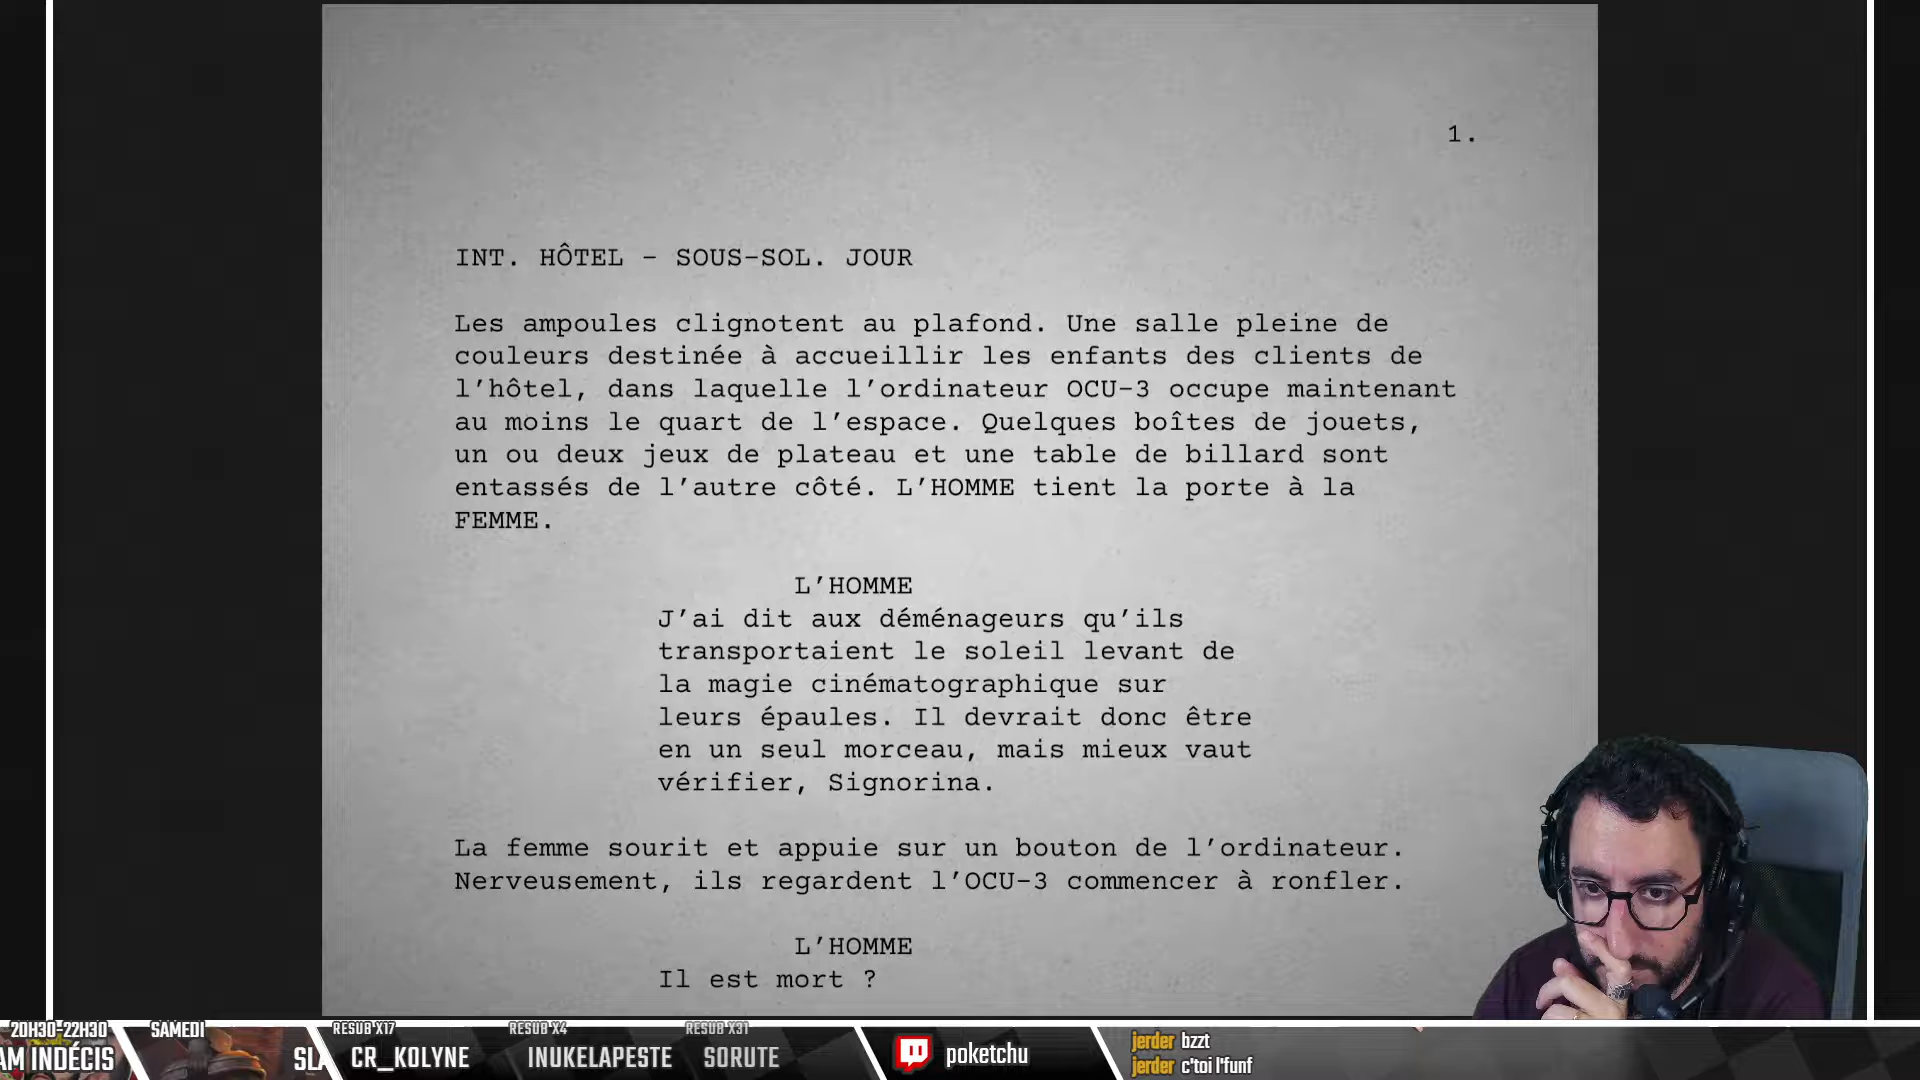 1.
INT. HÔTEL – SOUS-SOL. JOUR
Les ampoules clignotent au plafond. Une salle pleine de
couleurs destinée à accueillir les enfants des clients de
l’hôtel, dans laquelle l’ordinateur OCU-3 occupe maintenant
au moins le quart de l’espace. Quelques boîtes de jouets,
un ou deux jeux de plateau et une table de billard sont
entassés de l’autre côté. L’HOMME tient la porte à la
FEMME.
L’HOMME
J’ai dit aux déménageurs qu’ils
transportaient le soleil levant de
la magie cinématographique sur
leurs épaules. Il devrait donc être
en un seul morceau, mais mieux vaut
vérifier, Signorina.
La femme sourit et appuie sur un bouton de l’ordinateur.
Nerveusement, ils regardent l’OCU-3 commencer à ronfler.
L’HOMME
Il est mort ?
20H30-22H30
AM INDÉCIS
SAMEDI
SLA
RESUB X17
CR_KOLYNE
RESUB X4
INUKELAPESTE
RESUB X31
SORUTE
poketchu
jerder bzzt
jerder c'toi l'funf